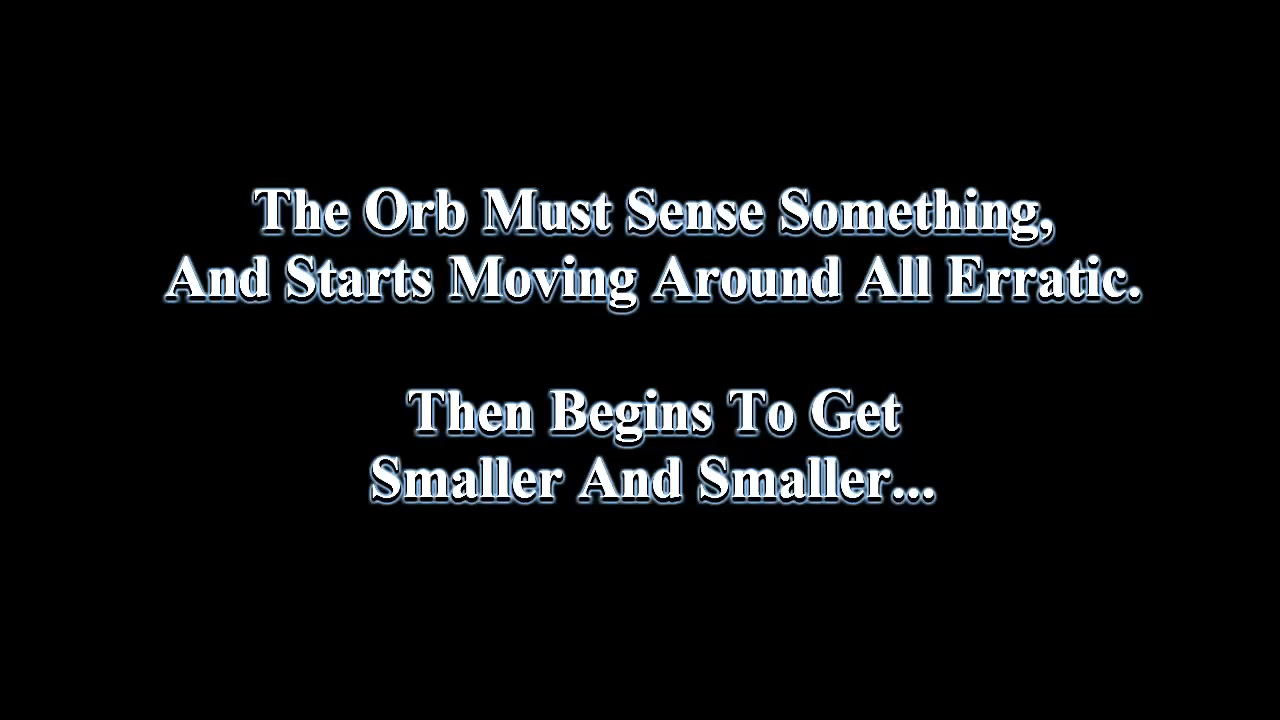 The Orb Must Sense Something,
And Starts Moving Around All Erratic.
Then Begins To Get
Smaller And Smaller...